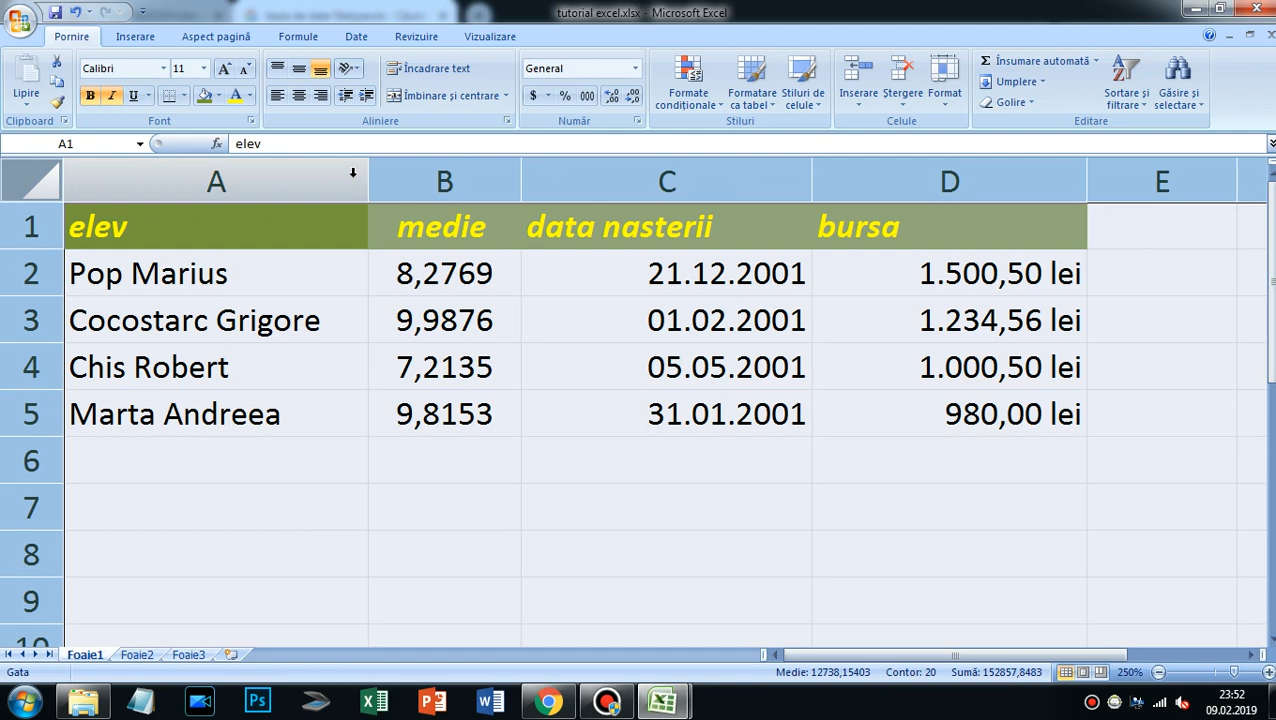 tutorial excel.xlsx - Microsoft Excel
Pornire Inserare Aspect pagină Formule Date Revizuire Vizualizare
Lipire
Calibri 11
B I U A
Încadrare text
Îmbinare și centrare
General
$ % 000
Formatare condiționale
Formatare ca tabel
Stiluri de celule
Inserare Ștergere Format
Σ Însumare automată
Umplere
Golire
Sortare și filtrare
Găsire și selectare
Clipboard Font Aliniere Număr Stiluri Celule Editare
A1 fx elev
A B C D E
1 elev medie data nasterii bursa
2 Pop Marius 8,2769 21.12.2001 1.500,50 lei
3 Cocostarc Grigore 9,9876 01.02.2001 1.234,56 lei
4 Chis Robert 7,2135 05.05.2001 1.000,50 lei
5 Marta Andreea 9,8153 31.01.2001 980,00 lei
6
7
8
9
10
Foaie1 Foaie2 Foaie3
Gata Medie: 12738,15403 Contor: 20 Sumă: 152857,8483 250%
Ps
23:52
09.02.2019